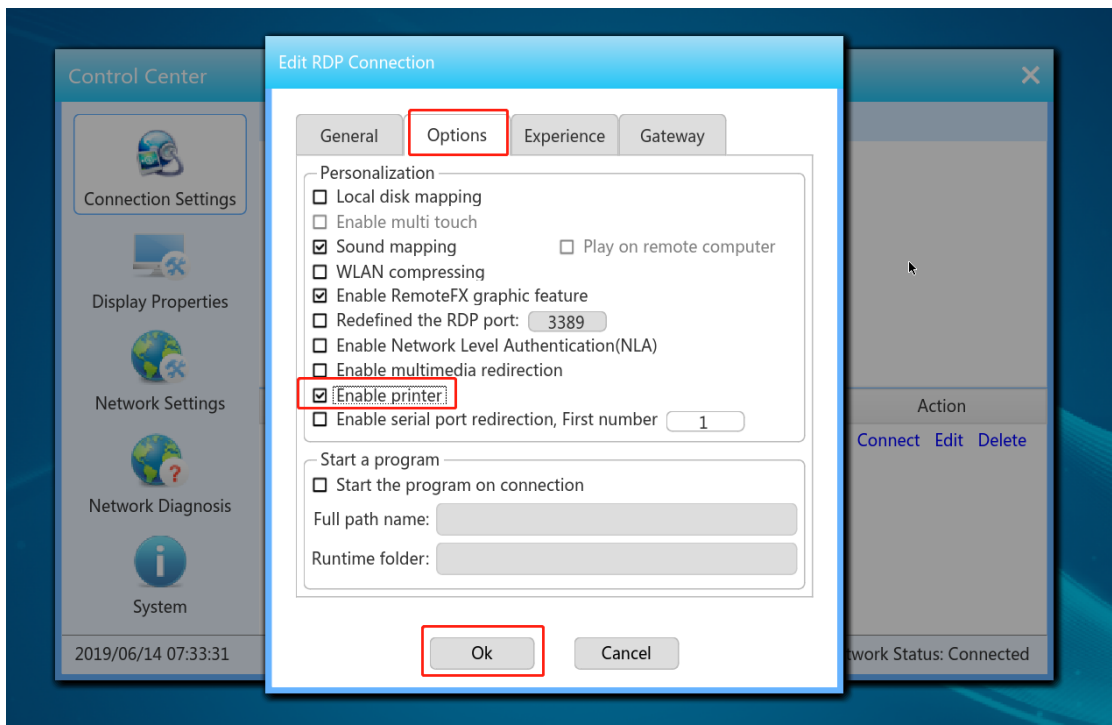 Control Center
Edit RDP Connection
General Options Experience Gateway
Connection Settings
Display Properties
Network Settings
Network Diagnosis
System
Personalization
Local disk mapping
Enable multi touch
Sound mapping Play on remote computer
WLAN compressing
Enable RemoteFX graphic feature
Redefined the RDP port: 3389
Enable Network Level Authentication(NLA)
Enable multimedia redirection
Enable printer
Enable serial port redirection, First number 1
Start a program
Start the program on connection
Full path name:
Runtime folder:
Ok Cancel
Action
Connect Edit Delete
2019/06/14 07:33:31
twork Status: Connected